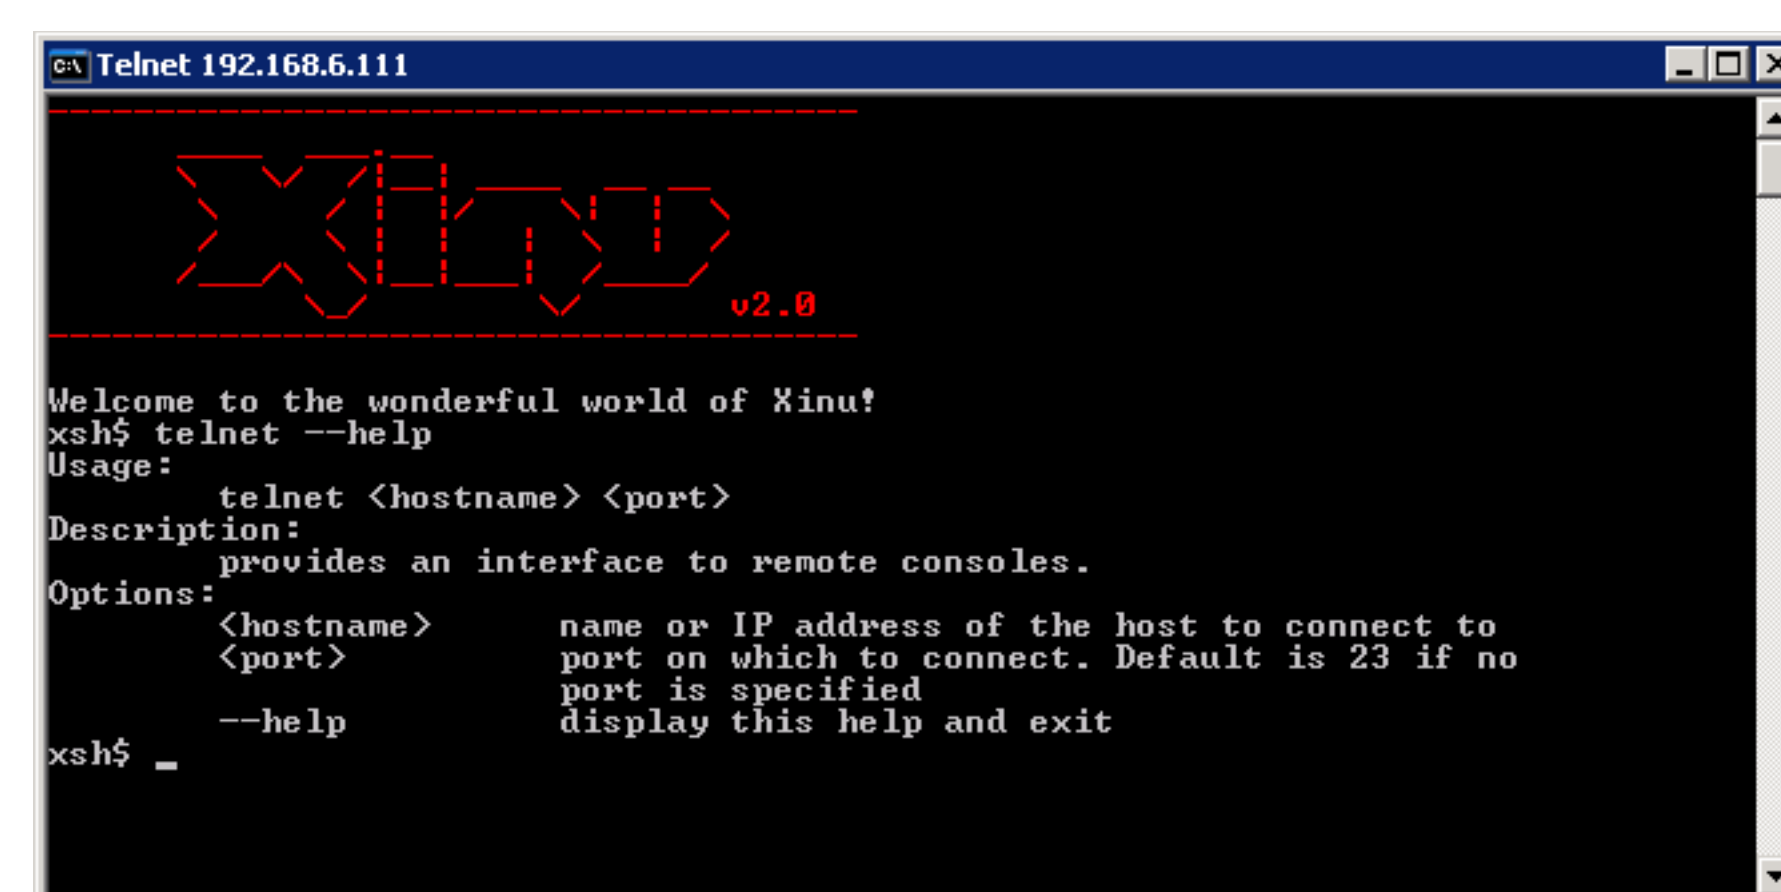 Telnet 192.168.6.111
Xinu
v2.0
Welcome to the wonderful world of Xinu!
xsh$ telnet --help
Usage:
telnet <hostname> <port>
Description:
provides an interface to remote consoles.
Options:
<hostname> name or IP address of the host to connect to
<port> port on which to connect. Default is 23 if no
port is specified
--help display this help and exit
xsh$ _